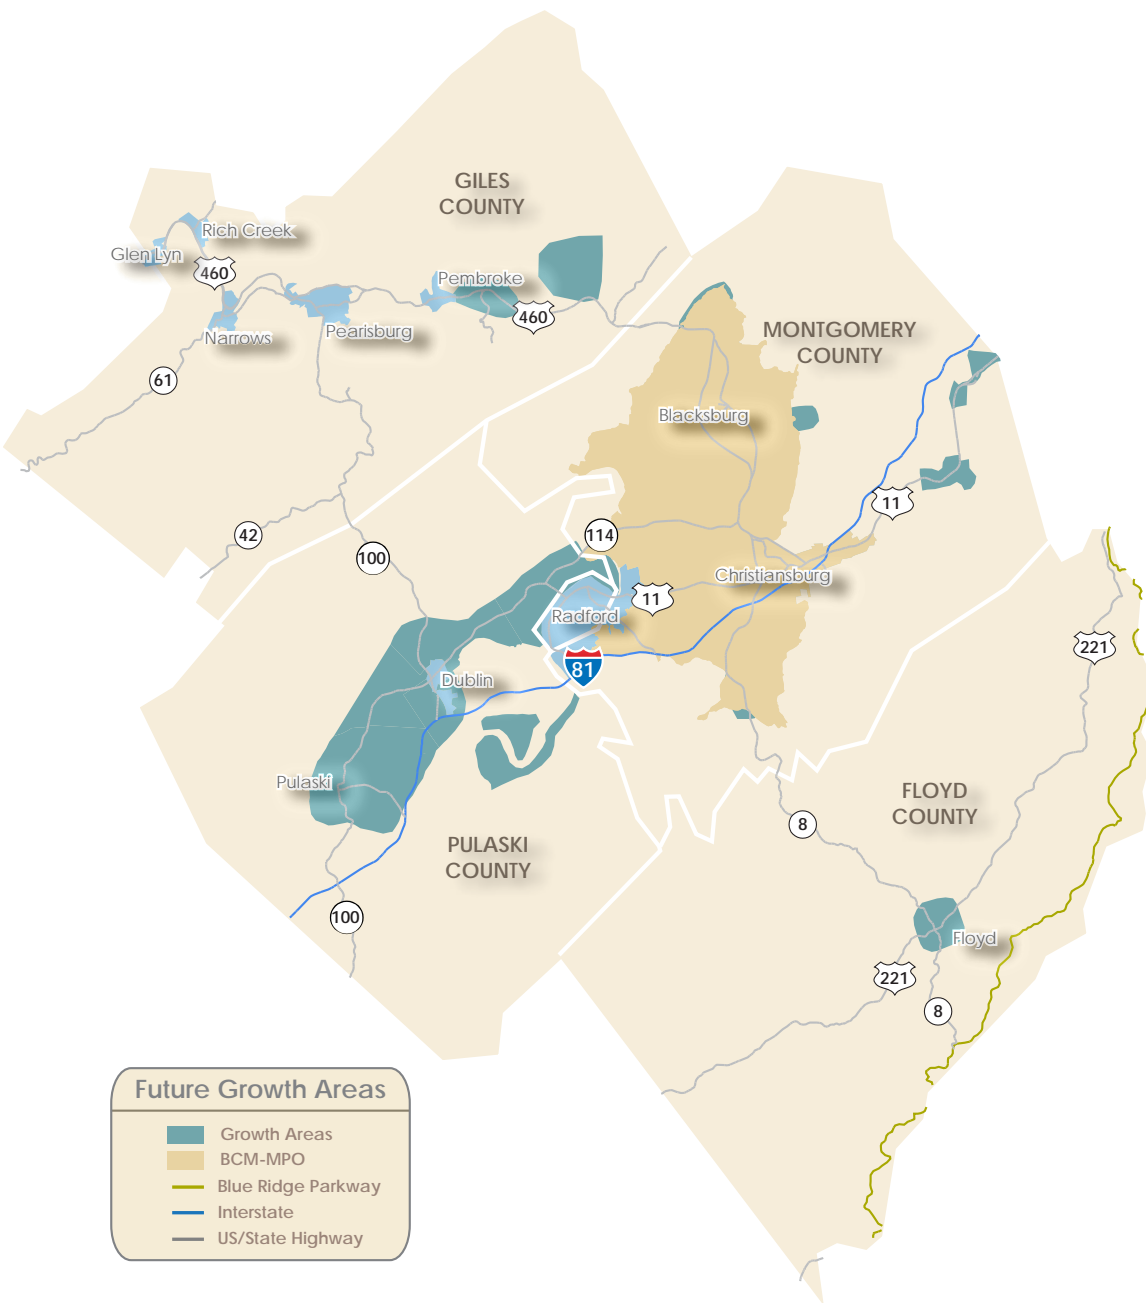 GILES
COUNTY
Rich Creek
Glen Lyn
460
Pembroke
460
Narrows
Pearisburg
MONTGOMERY
COUNTY
61
Blacksburg
11
42
100
114
Christiansburg
11
Radford
221
81
Dublin
Pulaski
FLOYD
COUNTY
8
PULASKI
COUNTY
100
Floyd
221
8
Future Growth Areas
Growth Areas
BCM-MPO
Blue Ridge Parkway
Interstate
US/State Highway